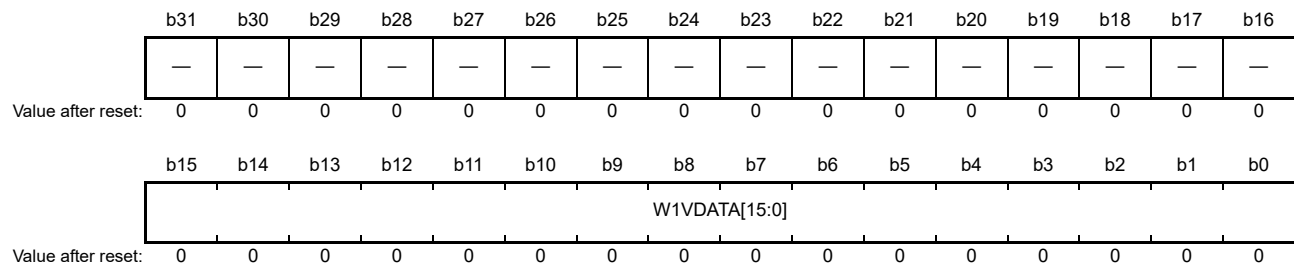 b31 b30 b29 b28 b27 b26 b25 b24 b23 b22 b21 b20 b19 b18 b17 b16
— — — — — — — — — — — — — — — —
Value after reset: 0 0 0 0 0 0 0 0 0 0 0 0 0 0 0 0
b15 b14 b13 b12 b11 b10 b9 b8 b7 b6 b5 b4 b3 b2 b1 b0
W1VDATA[15:0]
Value after reset: 0 0 0 0 0 0 0 0 0 0 0 0 0 0 0 0